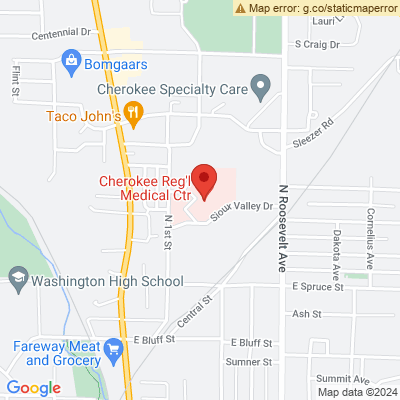 Map error: g.co/staticmaperror
Lauri
S Craig Dr
Centennial Dr
Flint St
Bomgaars
Cherokee Specialty Care
Taco John's
Sleezer Rd
Cherokee Reg'l
Medical Ctr
Sioux Valley Dr
N 1st St
N Roosevelt Ave
Cornelius Ave
Dakota Ave
Washington High School
E Spruce St
Central St
Ash St
E Bluff St
E Bluff St
Fareway Meat
and Grocery
Sumner St
Summit Ave
Google
Map data ©2024